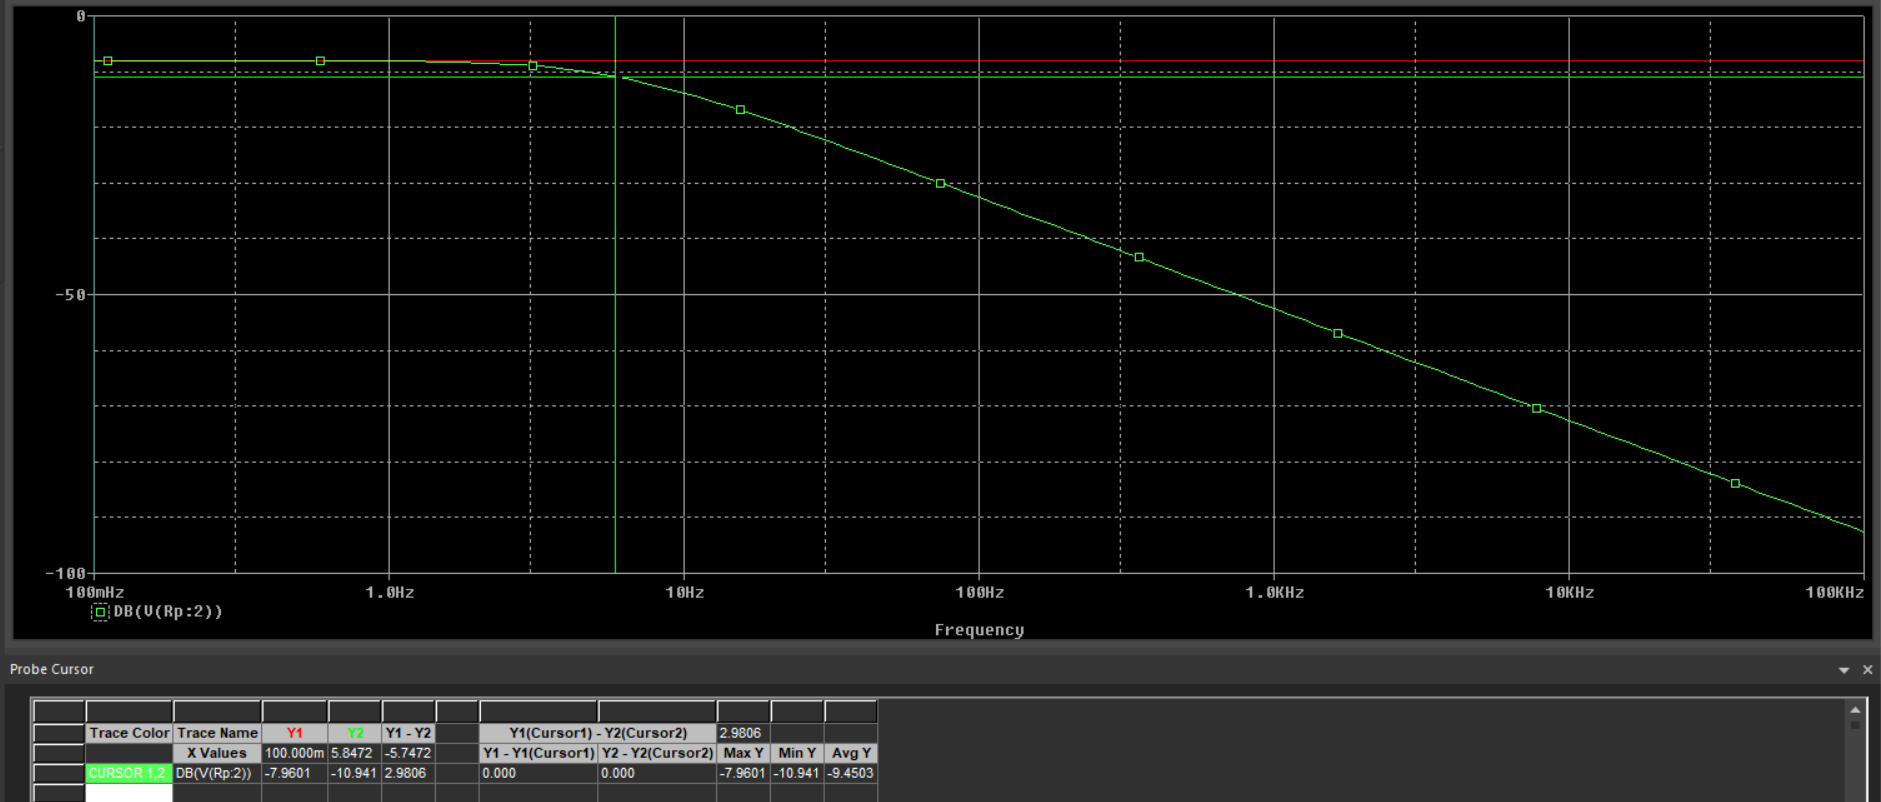 0
-50
-100
100mHz 1.0Hz 10Hz 100Hz 1.0KHz 10KHz 100KHz
DB(V(Rp:2))
Frequency
Probe Cursor
Trace Color Trace Name Y1 Y2 Y1 - Y2 Y1(Cursor1) - Y2(Cursor2) 2.9806
X Values 100.000m 5.8472 -5.7472 Y1 - Y1(Cursor1) Y2 - Y2(Cursor2) Max Y Min Y Avg Y
CURSOR 1,2 DB(V(Rp:2)) -7.9601 -10.941 2.9806 0.000 0.000 -7.9601 -10.941 -9.4503